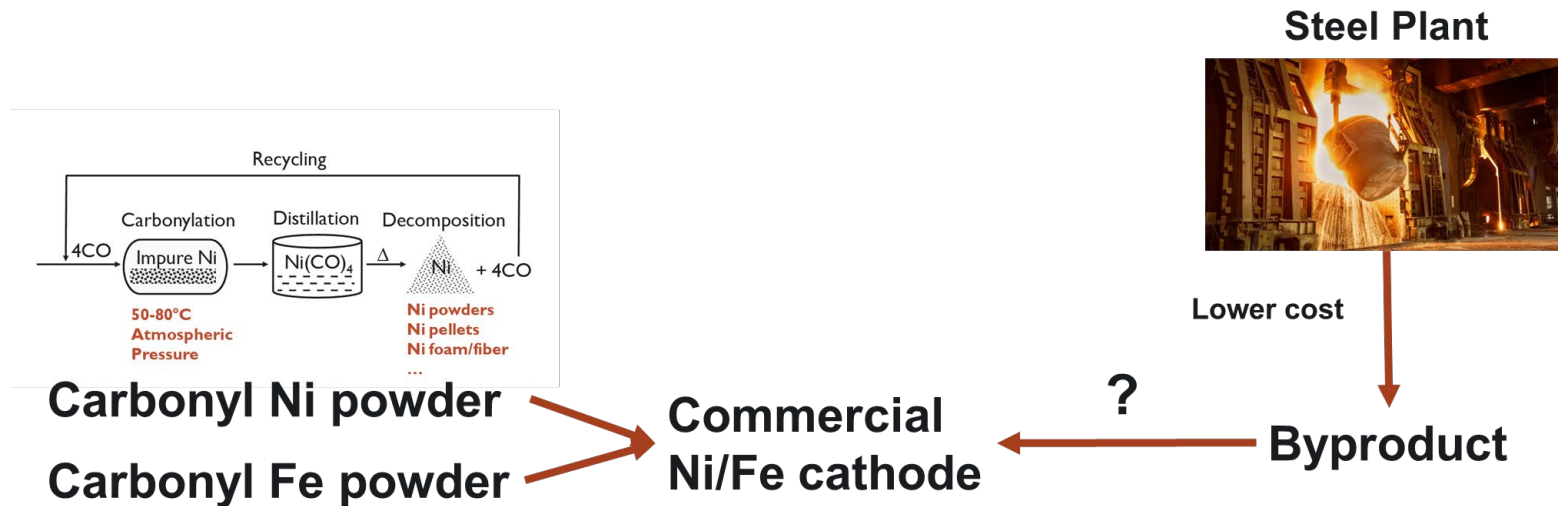 Steel Plant
Recycling
Carbonylation
Distillation
Decomposition
4CO
Impure Ni
Ni(CO)₄
Δ
Ni
+ 4CO
50-80°C
Atmospheric
Pressure
Ni powders
Ni pellets
Ni foam/fiber
...
Lower cost
Carbonyl Ni powder
Carbonyl Fe powder
Commercial
Ni/Fe cathode
?
Byproduct